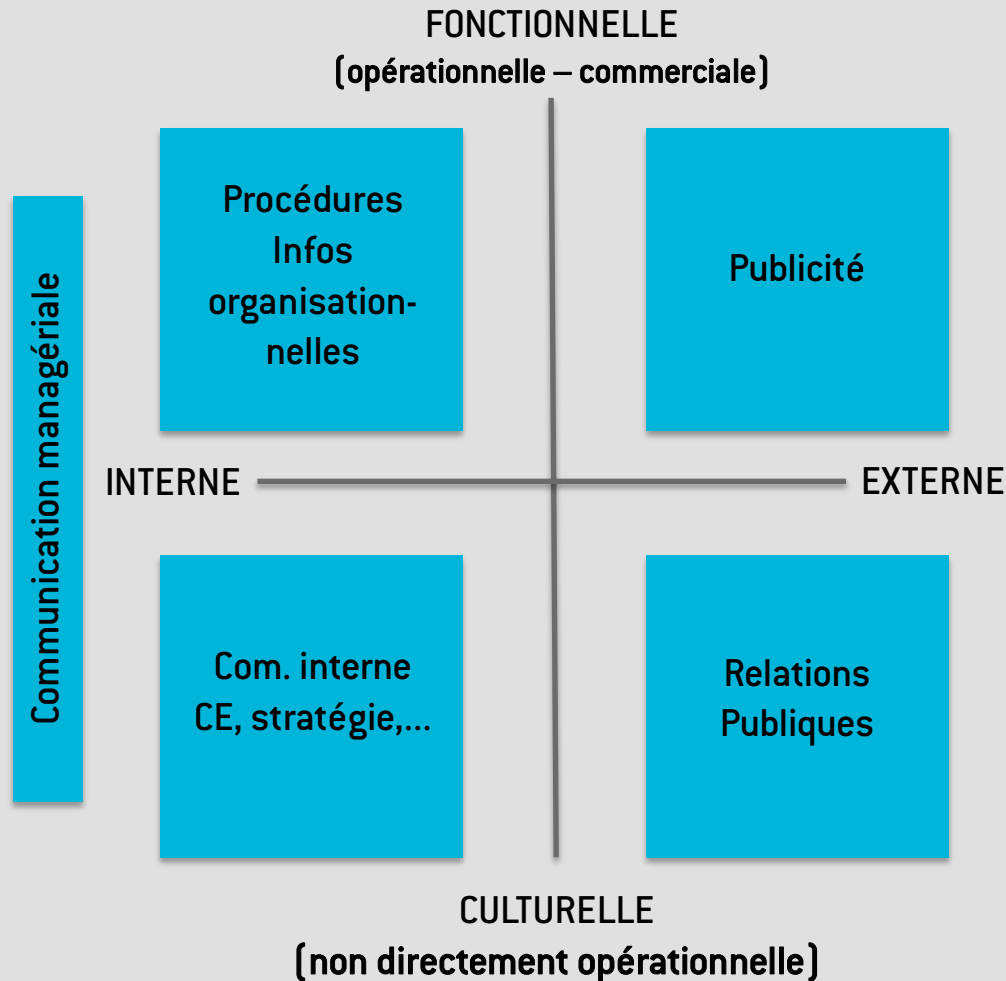 FONCTIONNELLE
(opérationnelle – commerciale)
Procédures
Infos
organisation-
nelles
Publicité
Communication managériale
INTERNE
EXTERNE
Com. interne
CE, stratégie,...
Relations
Publiques
CULTURELLE
(non directement opérationnelle)